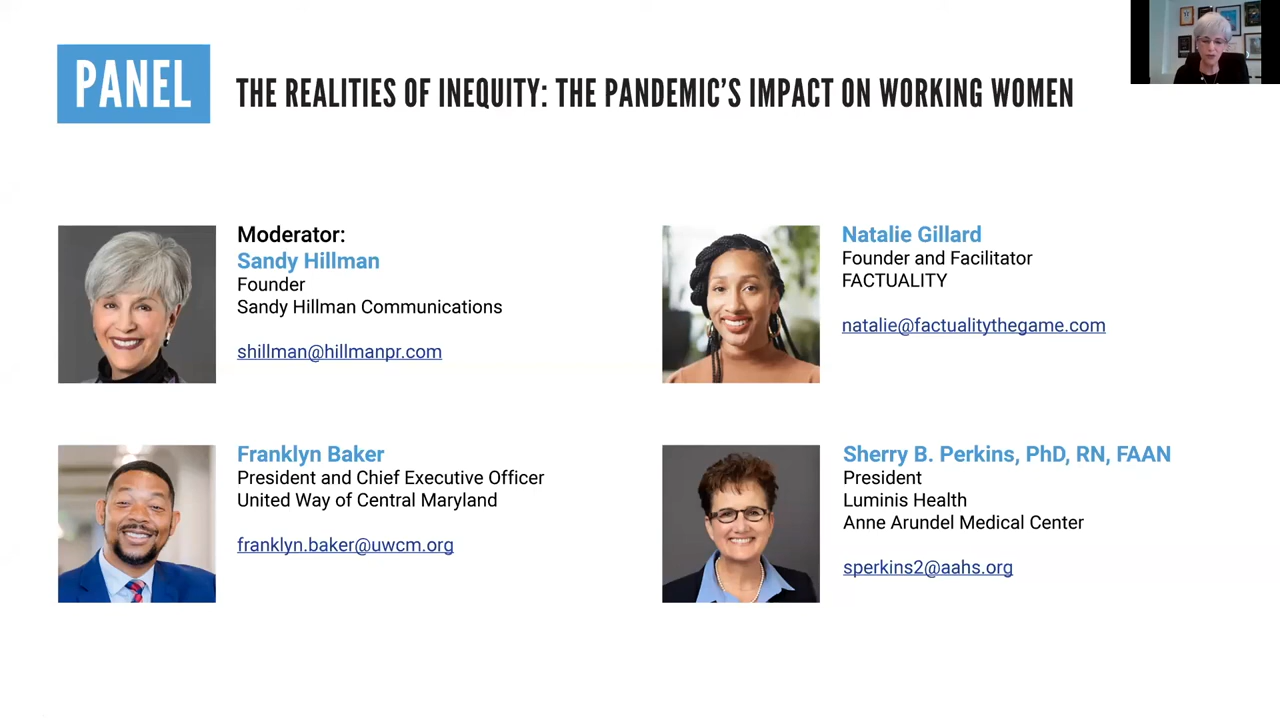 PANEL
THE REALITIES OF INEQUITY: THE PANDEMIC'S IMPACT ON WORKING WOMEN
Moderator:
Sandy Hillman
Founder
Sandy Hillman Communications
shillman@hillmanpr.com
Natalie Gillard
Founder and Facilitator
FACTUALITY
natalie@factualitythegame.com
Franklyn Baker
President and Chief Executive Officer
United Way of Central Maryland
franklyn.baker@uwcm.org
Sherry B. Perkins, PhD, RN, FAAN
President
Luminis Health
Anne Arundel Medical Center
sperkins2@aahs.org